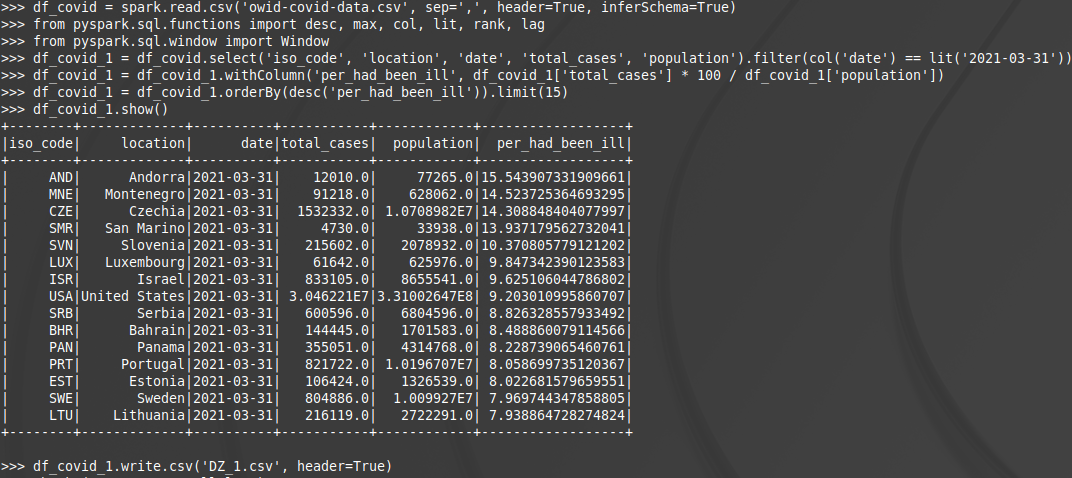 >>> df_covid = spark.read.csv('owid-covid-data.csv', sep=',', header=True, inferSchema=True)
>>> from pyspark.sql.functions import desc, max, col, lit, rank, lag
>>> from pyspark.sql.window import Window
>>> df_covid_1 = df_covid.select('iso_code', 'location', 'date', 'total_cases', 'population').filter(col('date') == lit('2021-03-31'))
>>> df_covid_1 = df_covid_1.withColumn('per_had_been_ill', df_covid_1['total_cases'] * 100 / df_covid_1['population'])
>>> df_covid_1 = df_covid_1.orderBy(desc('per_had_been_ill')).limit(15)
>>> df_covid_1.show()
+--------+-------------+----------+-----------+------------+------------------+
|iso_code|     location|      date|total_cases|  population|  per_had_been_ill|
+--------+-------------+----------+-----------+------------+------------------+
|     AND|      Andorra|2021-03-31|    12010.0|     77265.0|15.543907331909661|
|     MNE|   Montenegro|2021-03-31|    91218.0|    628062.0|14.523725364693295|
|     CZE|      Czechia|2021-03-31|  1532332.0| 1.0708982E7|14.308848404077997|
|     SMR|   San Marino|2021-03-31|     4730.0|     33938.0|13.937179562732041|
|     SVN|     Slovenia|2021-03-31|   215602.0|   2078932.0|10.370805779121202|
|     LUX|   Luxembourg|2021-03-31|    61642.0|    625976.0| 9.847342390123583|
|     ISR|       Israel|2021-03-31|   833105.0|   8655541.0| 9.625106044786802|
|     USA|United States|2021-03-31| 3.046221E7|3.31002647E8| 9.203010995860707|
|     SRB|       Serbia|2021-03-31|   600596.0|   6804596.0| 8.826328557933492|
|     BHR|      Bahrain|2021-03-31|   144445.0|   1701583.0| 8.488860079114566|
|     PAN|       Panama|2021-03-31|   355051.0|   4314768.0| 8.228739065460761|
|     PRT|     Portugal|2021-03-31|   821722.0| 1.0196707E7| 8.058699735120367|
|     EST|      Estonia|2021-03-31|   106424.0|   1326539.0| 8.022681579659551|
|     SWE|       Sweden|2021-03-31|   804886.0|  1.009927E7| 7.969744347858805|
|     LTU|    Lithuania|2021-03-31|   216119.0|   2722291.0| 7.938864728274824|
+--------+-------------+----------+-----------+------------+------------------+
>>> df_covid_1.write.csv('DZ_1.csv', header=True)